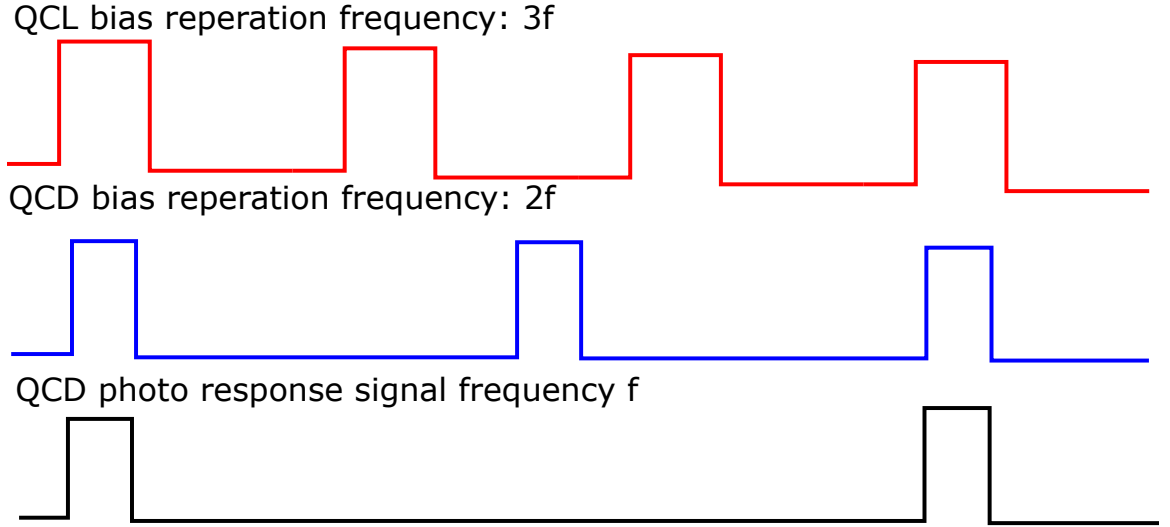 QCL bias reperation frequency: 3f
QCD bias reperation frequency: 2f
QCD photo response signal frequency f